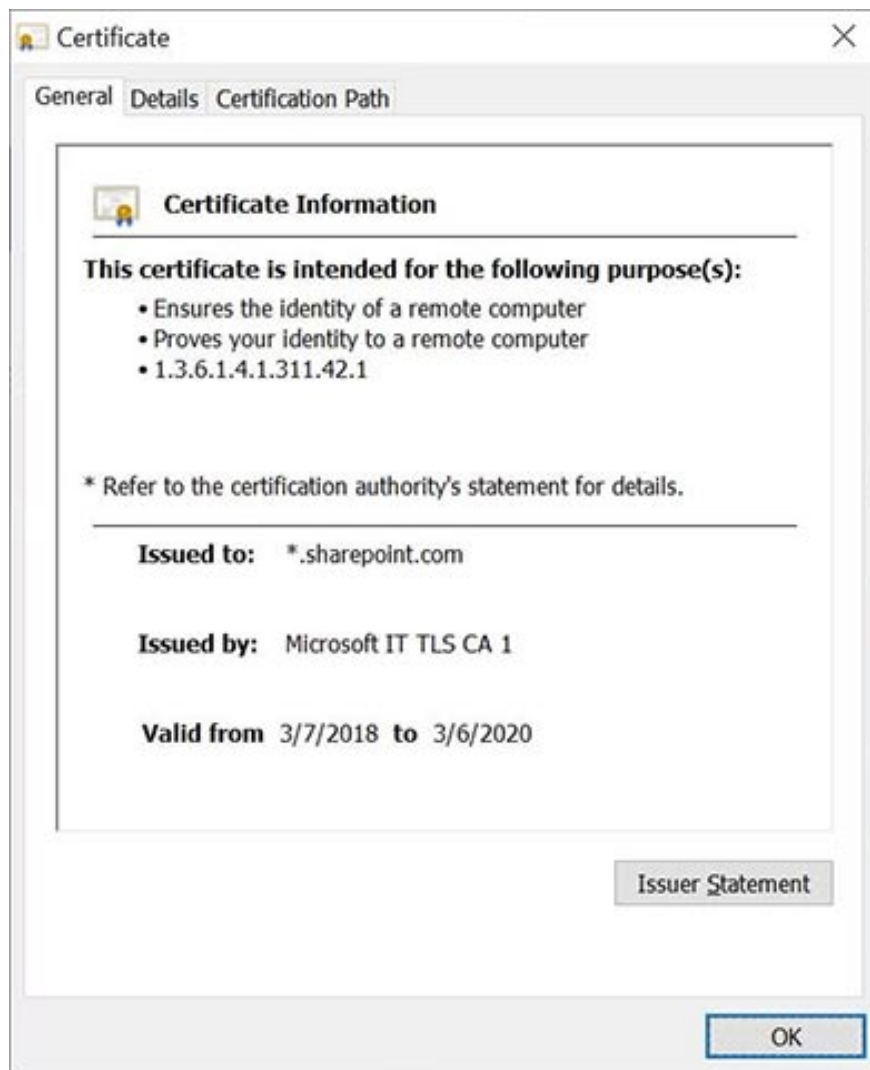 Certificate
General Details Certification Path
Certificate Information
This certificate is intended for the following purpose(s):
• Ensures the identity of a remote computer
• Proves your identity to a remote computer
• 1.3.6.1.4.1.311.42.1
* Refer to the certification authority's statement for details.
Issued to: *.sharepoint.com
Issued by: Microsoft IT TLS CA 1
Valid from 3/7/2018 to 3/6/2020
Issuer Statement
OK